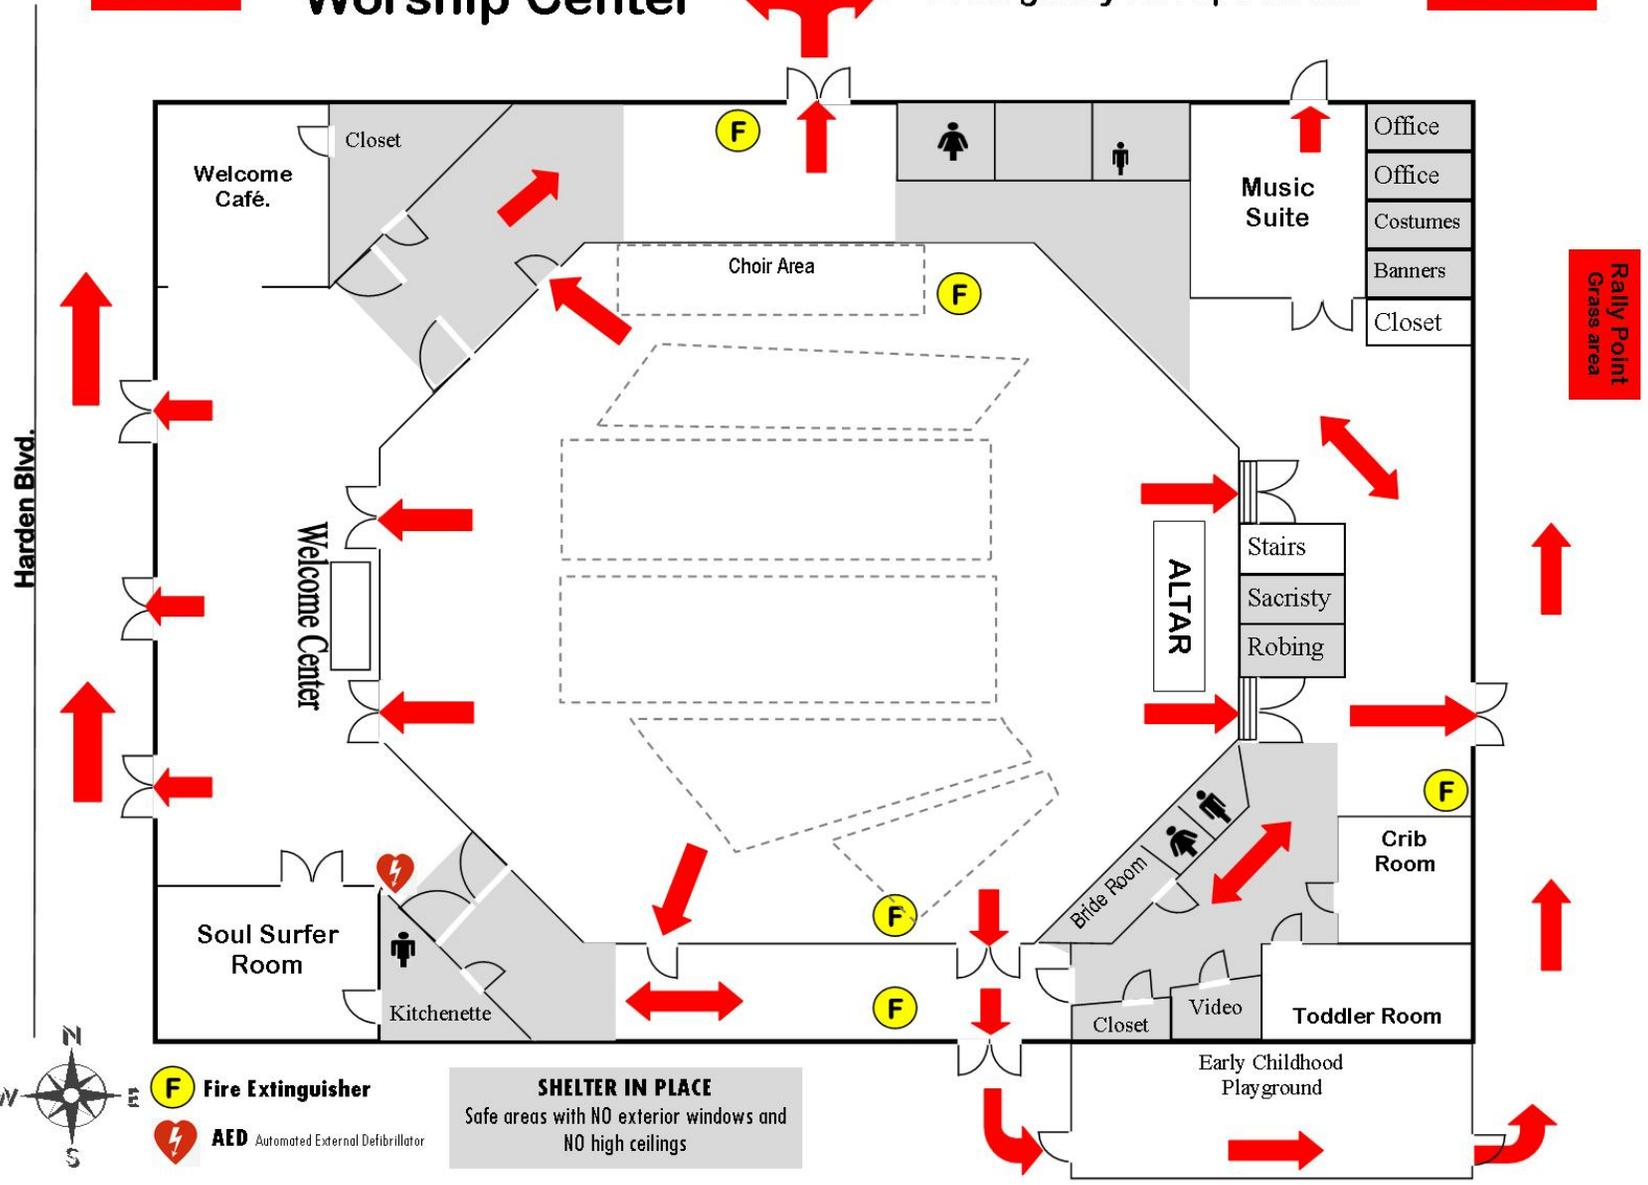 Worship Center
Closet
Welcome
Café.
F
Choir Area
F
Music
Suite
Office
Office
Costumes
Banners
Closet
Rally Point
Grass area
Harden Blvd.
Welcome Center
ALTAR
Stairs
Sacristy
Robing
F
Crib
Room
Bride Room
F
Soul Surfer
Room
Kitchenette
F
Closet
Video
Toddler Room
Early Childhood
Playground
N
W
E
S
F Fire Extinguisher
AED Automated External Defibrillator
SHELTER IN PLACE
Safe areas with NO exterior windows and
NO high ceilings